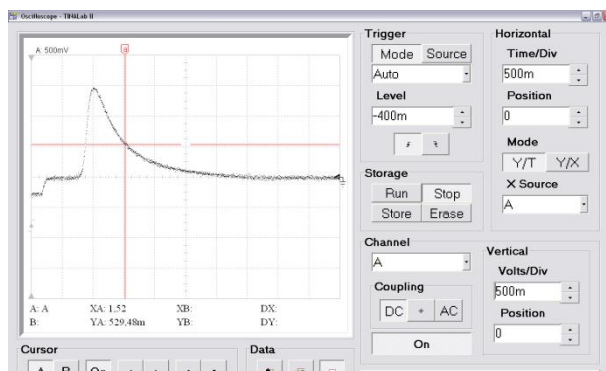 Oscilloscope - TINALab II
A: 500mV
a
A: A XA: 1.52 XB: DX:
B: YA: 529.48m YB: DY:
Cursor
A B On
Data
Trigger
Mode Source
Auto
Level
-400m
Storage
Run Stop
Store Erase
Channel
A
Coupling
DC AC
On
Horizontal
Time/Div
500m
Position
0
Mode
Y/T Y/X
X Source
A
Vertical
Volts/Div
500m
Position
0